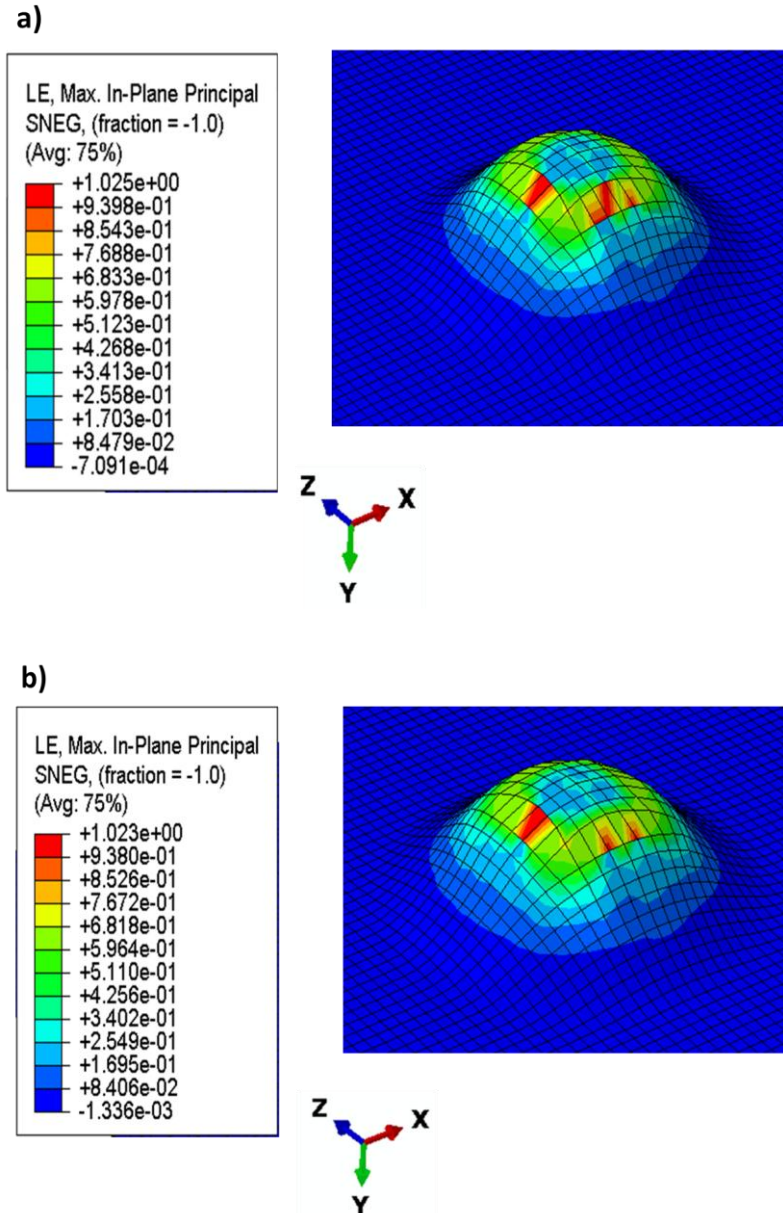 a)
LE, Max. In-Plane Principal
SNEG, (fraction = -1.0)
(Avg: 75%)
+1.025e+00
+9.398e-01
+8.543e-01
+7.688e-01
+6.833e-01
+5.978e-01
+5.123e-01
+4.268e-01
+3.413e-01
+2.558e-01
+1.703e-01
+8.479e-02
-7.091e-04
Z
X
Y
b)
LE, Max. In-Plane Principal
SNEG, (fraction = -1.0)
(Avg: 75%)
+1.023e+00
+9.380e-01
+8.526e-01
+7.672e-01
+6.818e-01
+5.964e-01
+5.110e-01
+4.256e-01
+3.402e-01
+2.549e-01
+1.695e-01
+8.406e-02
-1.336e-03
Z
X
Y